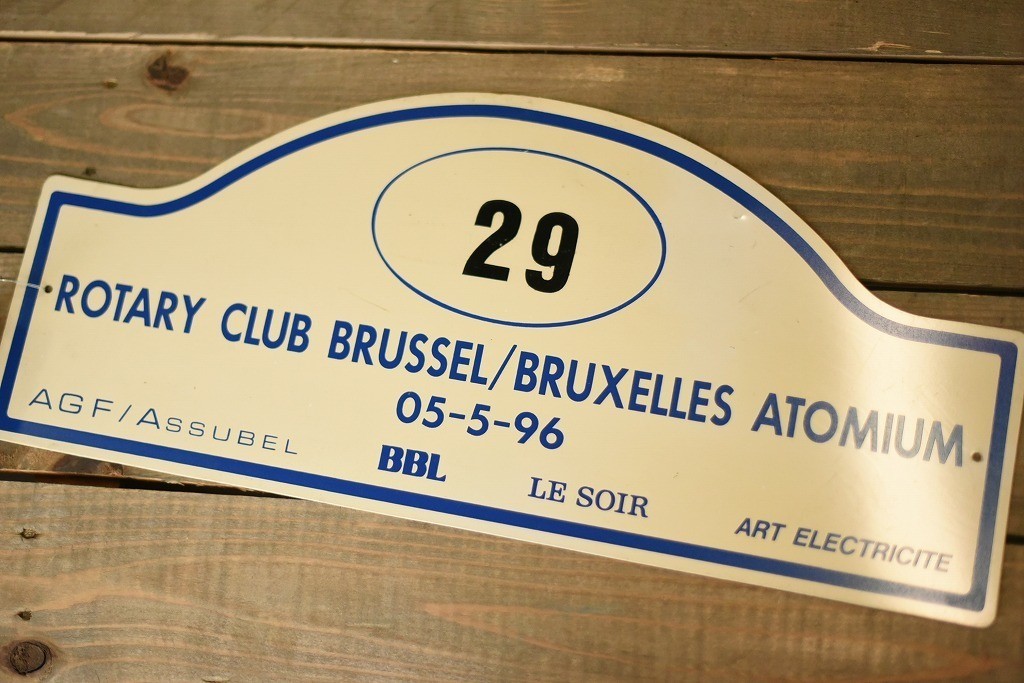 29
ROTARY CLUB BRUSSEL/BRUXELLES ATOMIUM
05-5-96
AGF/ASSUBEL
BBL
LE SOIR
ART ELECTRICITE